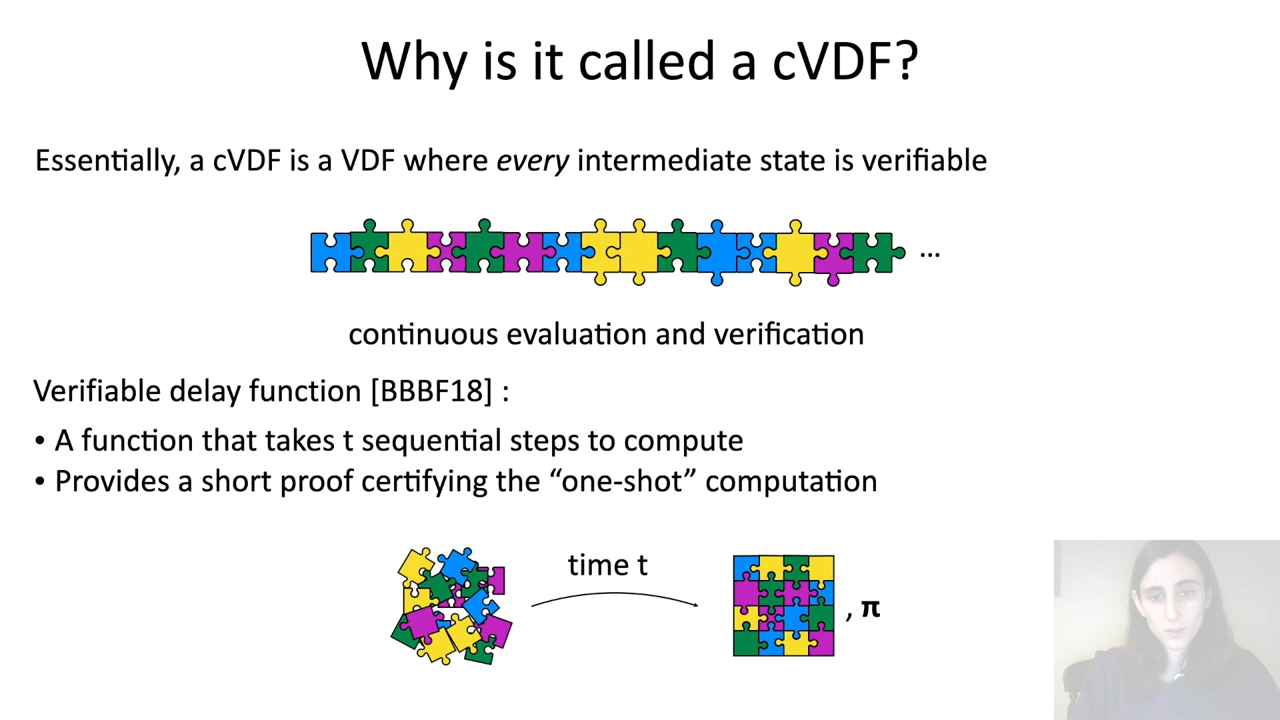 Why is it called a cVDF?
Essentially, a cVDF is a VDF where every intermediate state is verifiable
...
continuous evaluation and verification
Verifiable delay function [BBBF18] :
• A function that takes t sequential steps to compute
• Provides a short proof certifying the “one-shot” computation
time t
, π